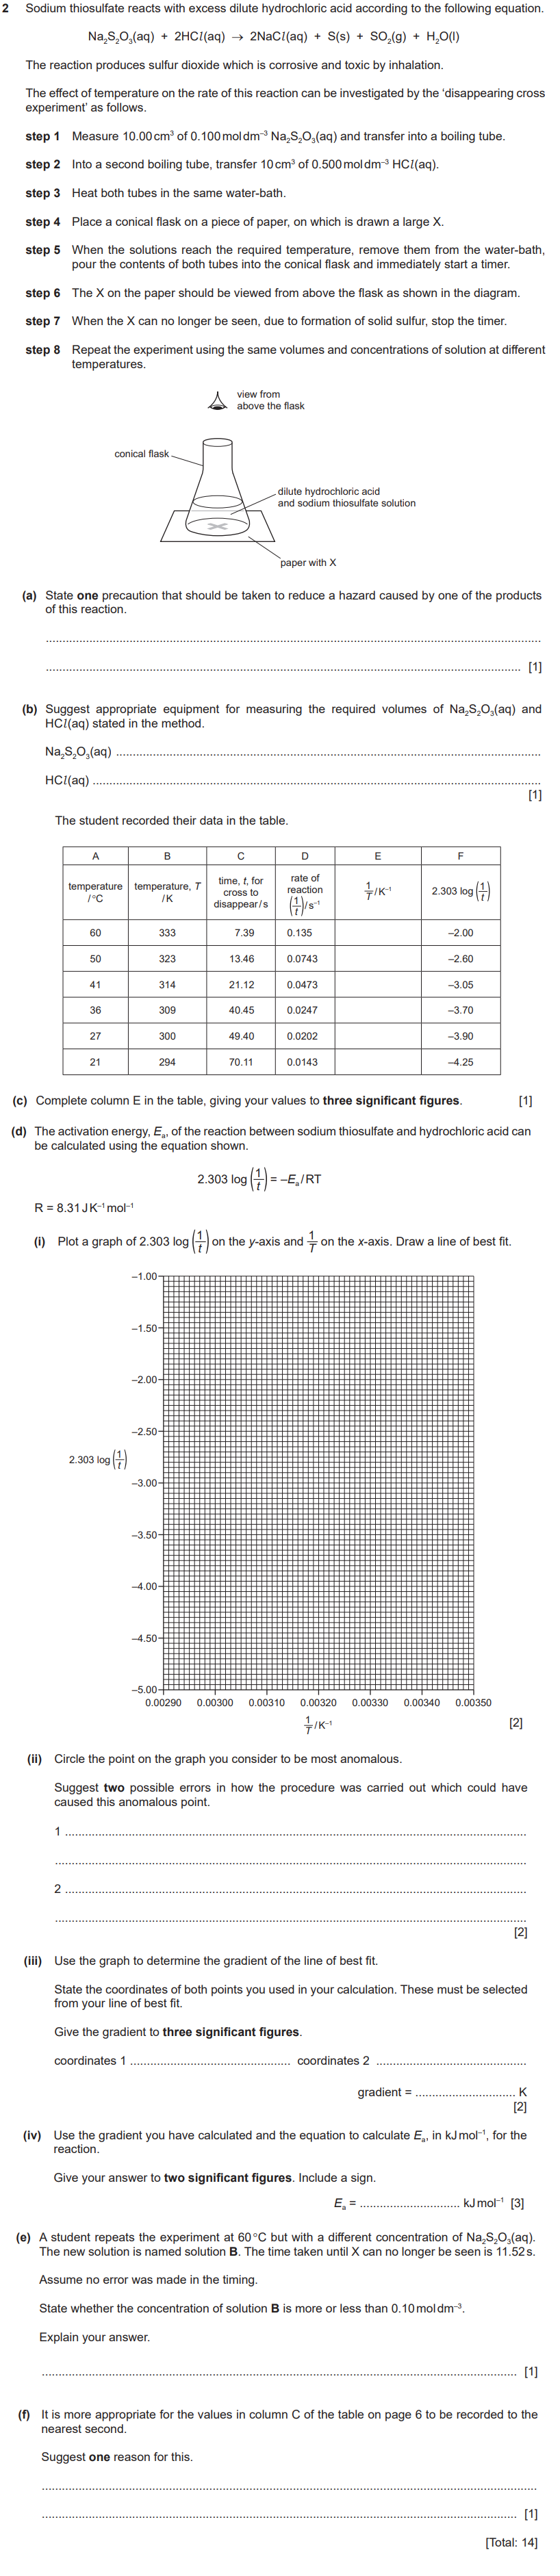 2 Sodium thiosulfate reacts with excess dilute hydrochloric acid according to the following equation.
Na₂S₂O₃(aq) + 2HCl(aq) → 2NaCl(aq) + S(s) + SO₂(g) + H₂O(l)
The reaction produces sulfur dioxide which is corrosive and toxic by inhalation.
The effect of temperature on the rate of this reaction can be investigated by the ‘disappearing cross
experiment’ as follows.
step 1 Measure 10.00 cm³ of 0.100 mol dm⁻³ Na₂S₂O₃(aq) and transfer into a boiling tube.
step 2 Into a second boiling tube, transfer 10 cm³ of 0.500 mol dm⁻³ HCl(aq).
step 3 Heat both tubes in the same water-bath.
step 4 Place a conical flask on a piece of paper, on which is drawn a large X.
step 5 When the solutions reach the required temperature, remove them from the water-bath,
pour the contents of both tubes into the conical flask and immediately start a timer.
step 6 The X on the paper should be viewed from above the flask as shown in the diagram.
step 7 When the X can no longer be seen, due to formation of solid sulfur, stop the timer.
step 8 Repeat the experiment using the same volumes and concentrations of solution at different
temperatures.
view from
above the flask
conical flask
dilute hydrochloric acid
and sodium thiosulfate solution
paper with X
(a) State one precaution that should be taken to reduce a hazard caused by one of the products
of this reaction.
[1]
(b) Suggest appropriate equipment for measuring the required volumes of Na₂S₂O₃(aq) and
HCl(aq) stated in the method.
Na₂S₂O₃(aq)
HCl(aq)
[1]
The student recorded their data in the table.
A B C D E F
temperature /°C temperature, T /K time, t, for cross to disappear/s rate of reaction (1/t)/s⁻¹ 1/T /K⁻¹ 2.303 log (1/t)
60 333 7.39 0.135 –2.00
50 323 13.46 0.0743 –2.60
41 314 21.12 0.0473 –3.05
36 309 40.45 0.0247 –3.70
27 300 49.40 0.0202 –3.90
21 294 70.11 0.0143 –4.25
(c) Complete column E in the table, giving your values to three significant figures. [1]
(d) The activation energy, Eₐ, of the reaction between sodium thiosulfate and hydrochloric acid can
be calculated using the equation shown.
2.303 log (1/t) = –Eₐ/RT
R = 8.31 J K⁻¹ mol⁻¹
(i) Plot a graph of 2.303 log (1/t) on the y-axis and 1/T on the x-axis. Draw a line of best fit.
–1.00
–1.50
–2.00
–2.50
2.303 log (1/t)
–3.00
–3.50
–4.00
–4.50
–5.00
0.00290 0.00300 0.00310 0.00320 0.00330 0.00340 0.00350
1/T /K⁻¹
[2]
(ii) Circle the point on the graph you consider to be most anomalous.
Suggest two possible errors in how the procedure was carried out which could have
caused this anomalous point.
1
2
[2]
(iii) Use the graph to determine the gradient of the line of best fit.
State the coordinates of both points you used in your calculation. These must be selected
from your line of best fit.
Give the gradient to three significant figures.
coordinates 1 coordinates 2
gradient = K
[2]
(iv) Use the gradient you have calculated and the equation to calculate Eₐ, in kJ mol⁻¹, for the
reaction.
Give your answer to two significant figures. Include a sign.
Eₐ = kJ mol⁻¹ [3]
(e) A student repeats the experiment at 60 °C but with a different concentration of Na₂S₂O₃(aq).
The new solution is named solution B. The time taken until X can no longer be seen is 11.52 s.
Assume no error was made in the timing.
State whether the concentration of solution B is more or less than 0.10 mol dm⁻³.
Explain your answer.
[1]
(f) It is more appropriate for the values in column C of the table on page 6 to be recorded to the
nearest second.
Suggest one reason for this.
[1]
[Total: 14]